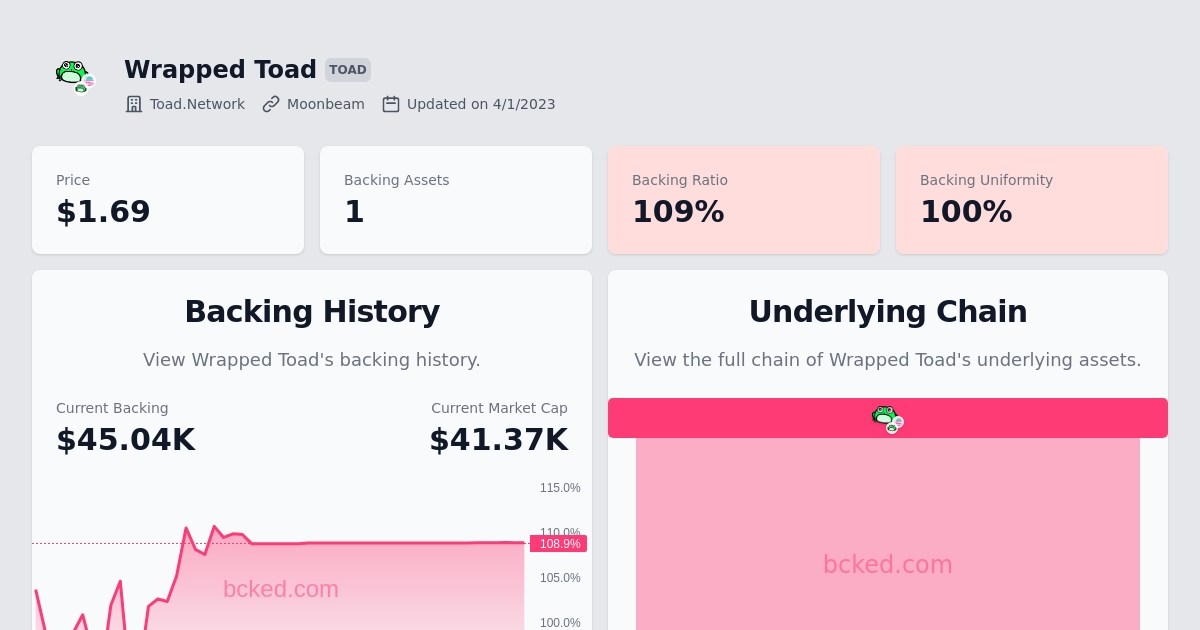 Wrapped Toad TOAD
Toad.Network Moonbeam Updated on 4/1/2023
Price
$1.69
Backing Assets
1
Backing Ratio
109%
Backing Uniformity
100%
Backing History
View Wrapped Toad's backing history.
Current Backing
$45.04K
Current Market Cap
$41.37K
115.0%
110.0%
108.9%
105.0%
100.0%
bcked.com
Underlying Chain
View the full chain of Wrapped Toad's underlying assets.
bcked.com